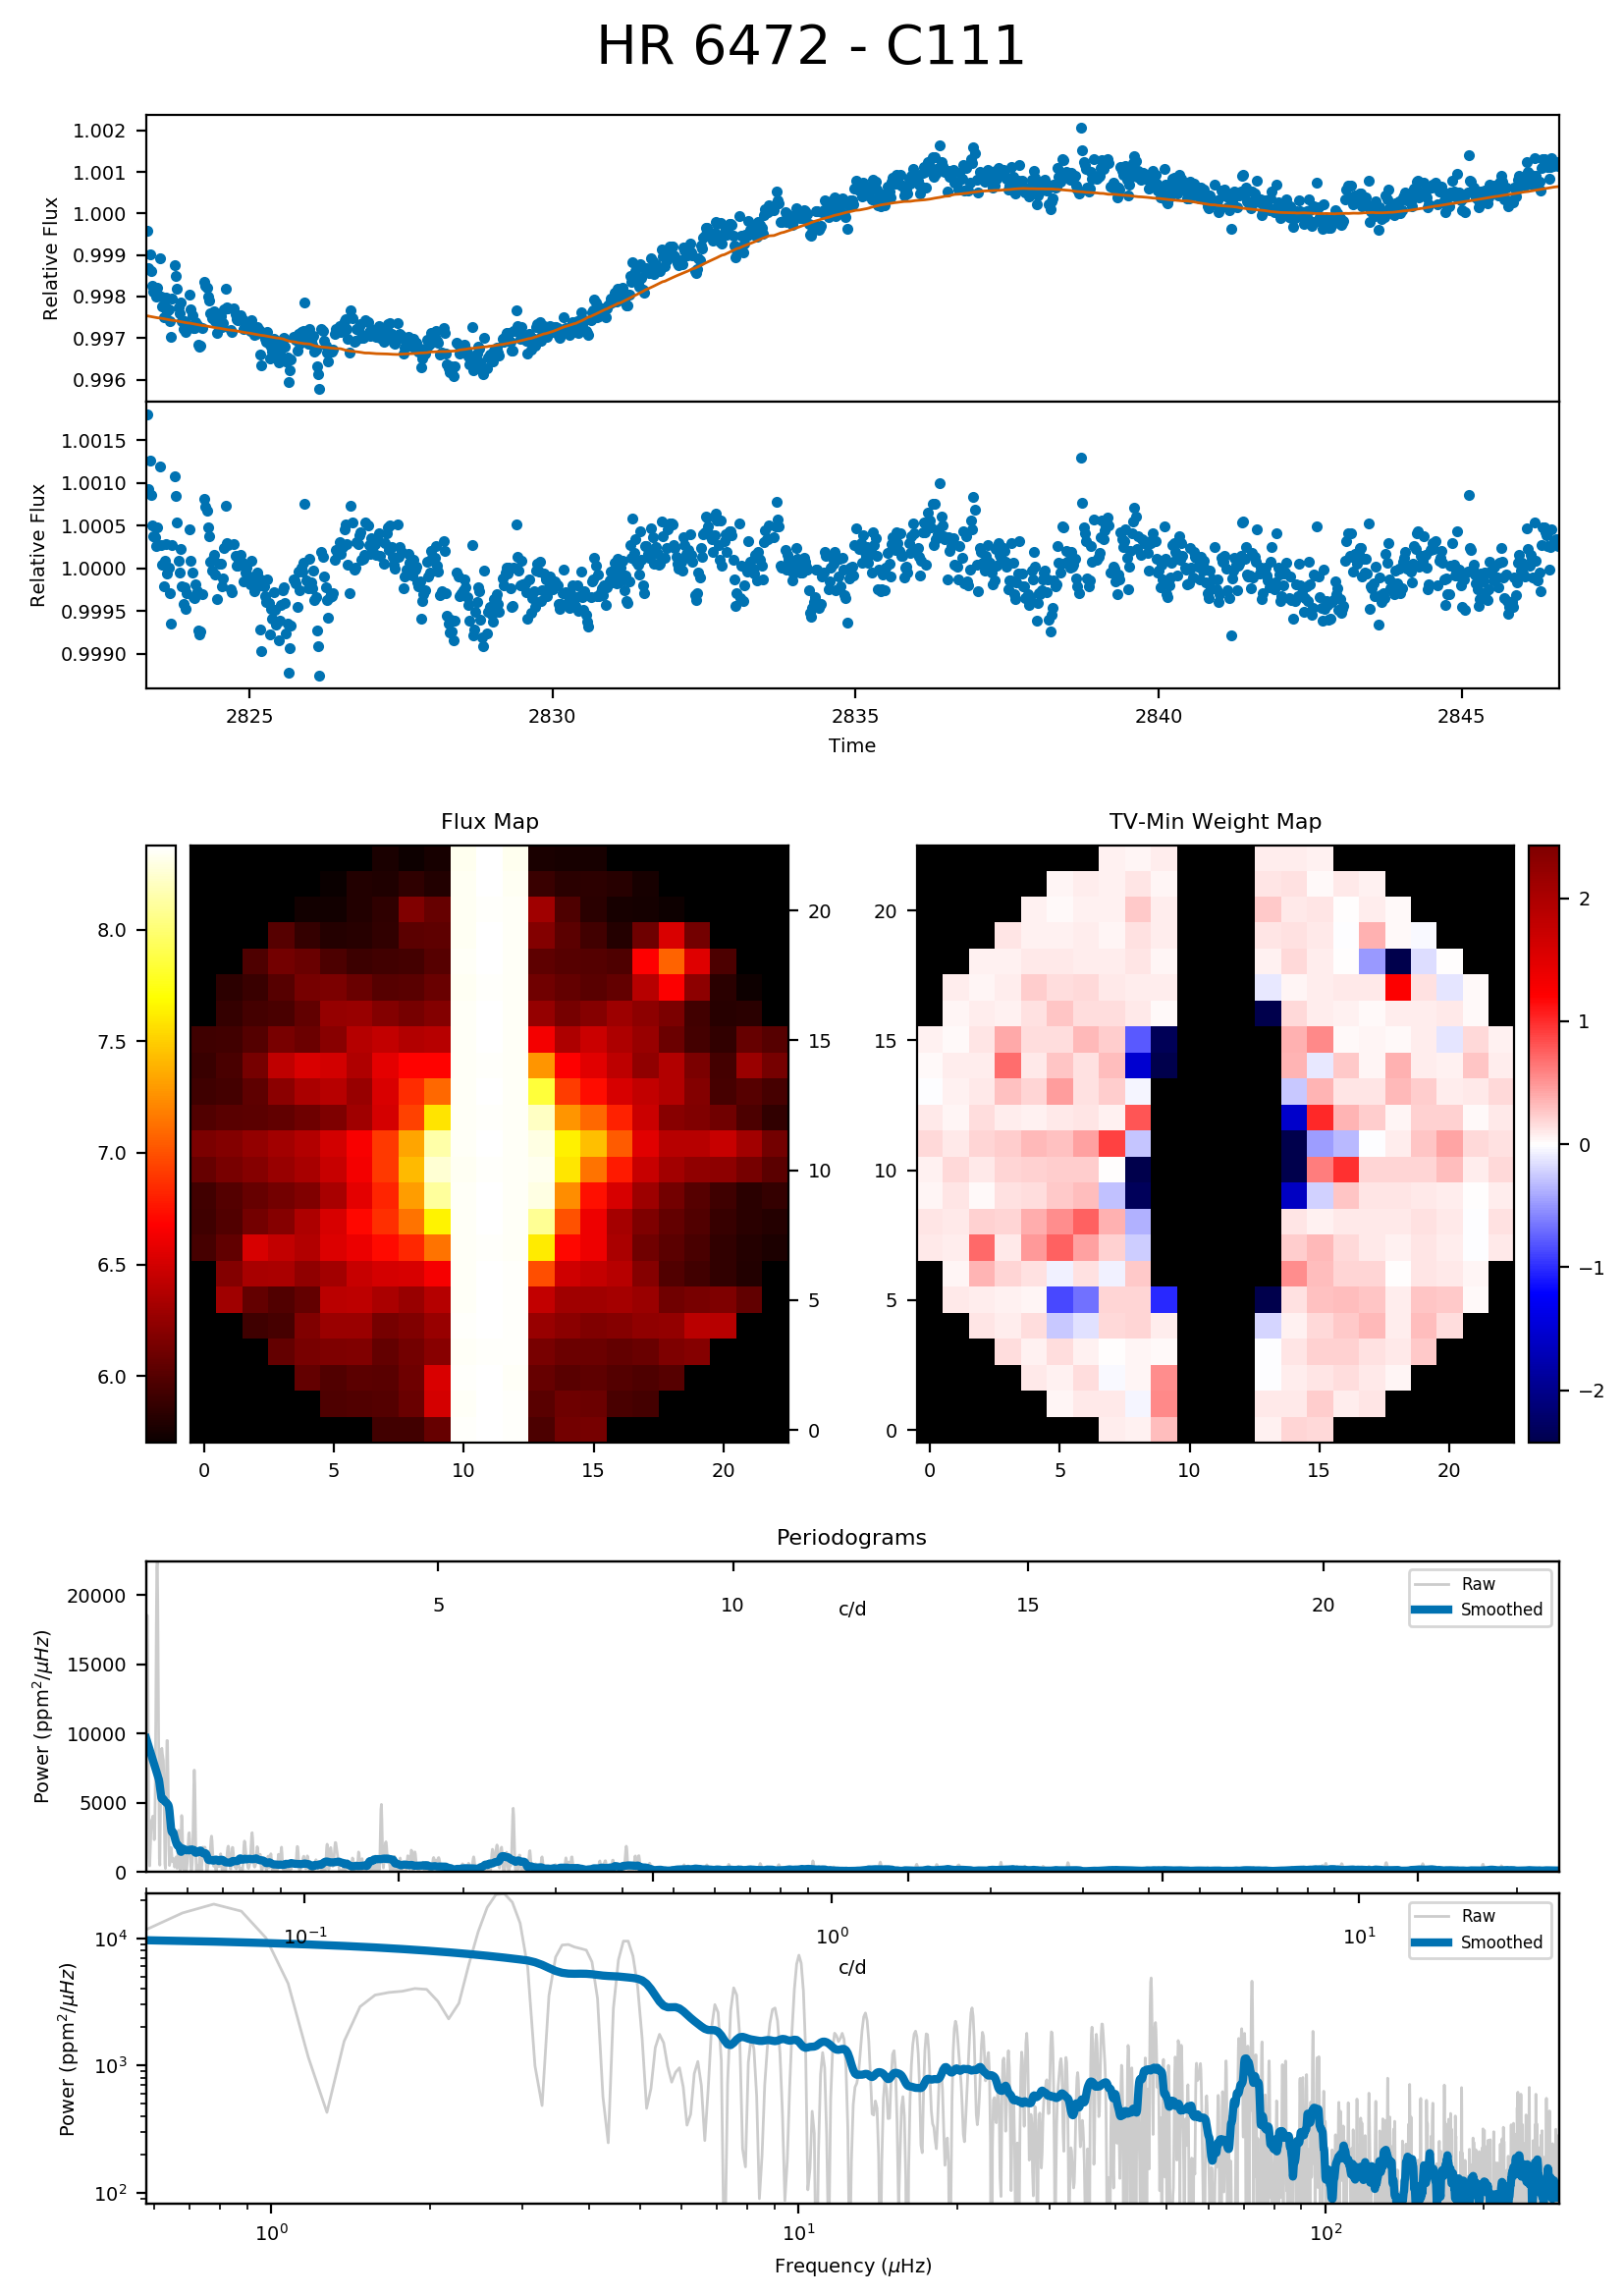 HR 6472 - C111
1.002
1.001
1.000
0.999
0.998
0.997
0.996
Relative Flux
1.0015
1.0010
1.0005
1.0000
0.9995
0.9990
Relative Flux
2825 2830 2835 2840 2845
Time
Flux Map
8.0
7.5
7.0
6.5
6.0
20
15
10
5
0
0 5 10 15 20
TV-Min Weight Map
20
15
10
5
0
0 5 10 15 20
2
1
0
−1
−2
Periodograms
20000
15000
10000
5000
0
Power (ppm²/μHz)
5 10 15 20
c/d
Raw
Smoothed
10⁴
10³
10²
Power (ppm²/μHz)
10⁻¹ 10⁰ 10¹
c/d
Raw
Smoothed
10⁰ 10¹ 10²
Frequency (μHz)